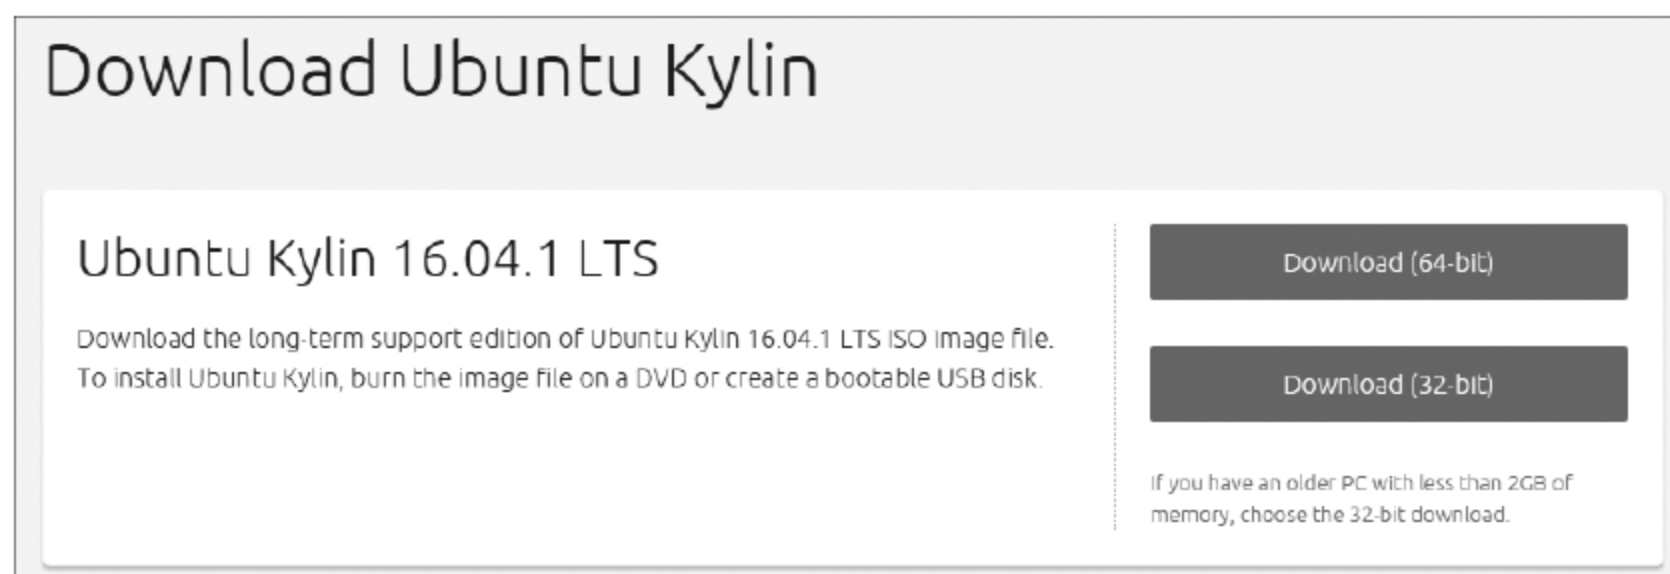 Download Ubuntu Kylin
Ubuntu Kylin 16.04.1 LTS
Download the long-term support edition of Ubuntu Kylin 16.04.1 LTS ISO image file.
To install Ubuntu Kylin, burn the image file on a DVD or create a bootable USB disk.
Download (64-bit)
Download (32-bit)
If you have an older PC with less than 2GB of
memory, choose the 32-bit download.